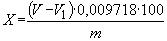 X = (V – V₁) · 0,009718 · 100 / m